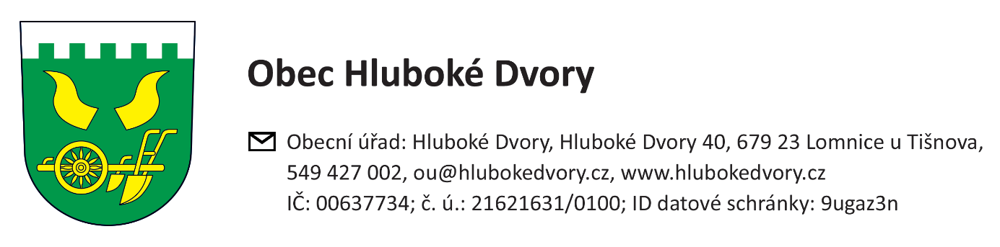 Obec Hluboké Dvory
Obecní úřad: Hluboké Dvory, Hluboké Dvory 40, 679 23 Lomnice u Tišnova,
549 427 002, ou@hlubokedvory.cz, www.hlubokedvory.cz
IČ: 00637734; č. ú.: 21621631/0100; ID datové schránky: 9ugaz3n